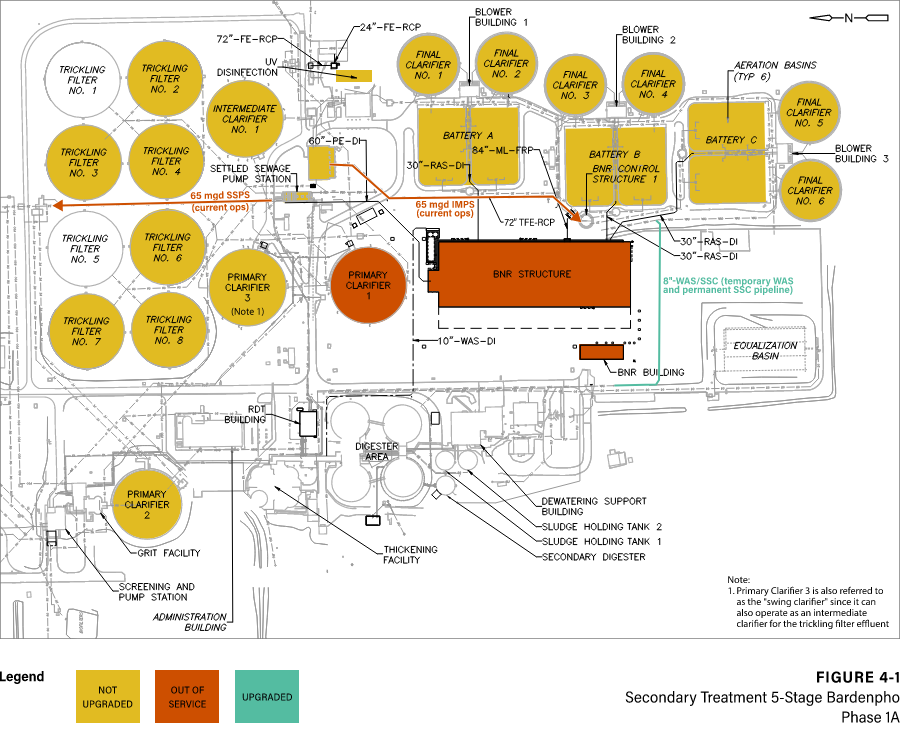 N
BLOWER
BUILDING 1
24"-FE-RCP
72"-FE-RCP
BLOWER
BUILDING 2
UV
DISINFECTION
TRICKLING
FILTER
NO. 1
TRICKLING
FILTER
NO. 2
FINAL
CLARIFIER
NO. 1
FINAL
CLARIFIER
NO. 2
FINAL
CLARIFIER
NO. 3
FINAL
CLARIFIER
NO. 4
AERATION BASINS
(TYP 6)
INTERMEDIATE
CLARIFIER
NO. 1
FINAL
CLARIFIER
NO. 5
BATTERY A
BATTERY B
BATTERY C
60"-PE-DI
84"-ML-FRP
30"-RAS-DI
TRICKLING
FILTER
NO. 3
TRICKLING
FILTER
NO. 4
SETTLED SEWAGE
PUMP STATION
BNR CONTROL
STRUCTURE 1
BLOWER
BUILDING 3
FINAL
CLARIFIER
NO. 6
65 mgd SSPS
(current ops)
65 mgd IMPS
(current ops)
72" TFE-RCP
TRICKLING
FILTER
NO. 5
TRICKLING
FILTER
NO. 6
30"-RAS-DI
30"-RAS-DI
PRIMARY
CLARIFIER
3
(Note 1)
PRIMARY
CLARIFIER
1
BNR STRUCTURE
8"-WAS/SSC (temporary WAS
and permanent SSC pipeline)
TRICKLING
FILTER
NO. 7
TRICKLING
FILTER
NO. 8
10"-WAS-DI
EQUALIZATION
BASIN
BNR BUILDING
RDT
BUILDING
DIGESTER
AREA
PRIMARY
CLARIFIER
2
DEWATERING SUPPORT
BUILDING
SLUDGE HOLDING TANK 2
SLUDGE HOLDING TANK 1
SECONDARY DIGESTER
GRIT FACILITY
THICKENING
FACILITY
SCREENING AND
PUMP STATION
ADMINISTRATION
BUILDING
Note:
1. Primary Clarifier 3 is also referred to
as the "swing clarifier" since it can
also operate as an intermediate
clarifier for the trickling filter effluent
Legend
NOT
UPGRADED
OUT OF
SERVICE
UPGRADED
FIGURE 4-1
Secondary Treatment 5-Stage Bardenpho
Phase 1A